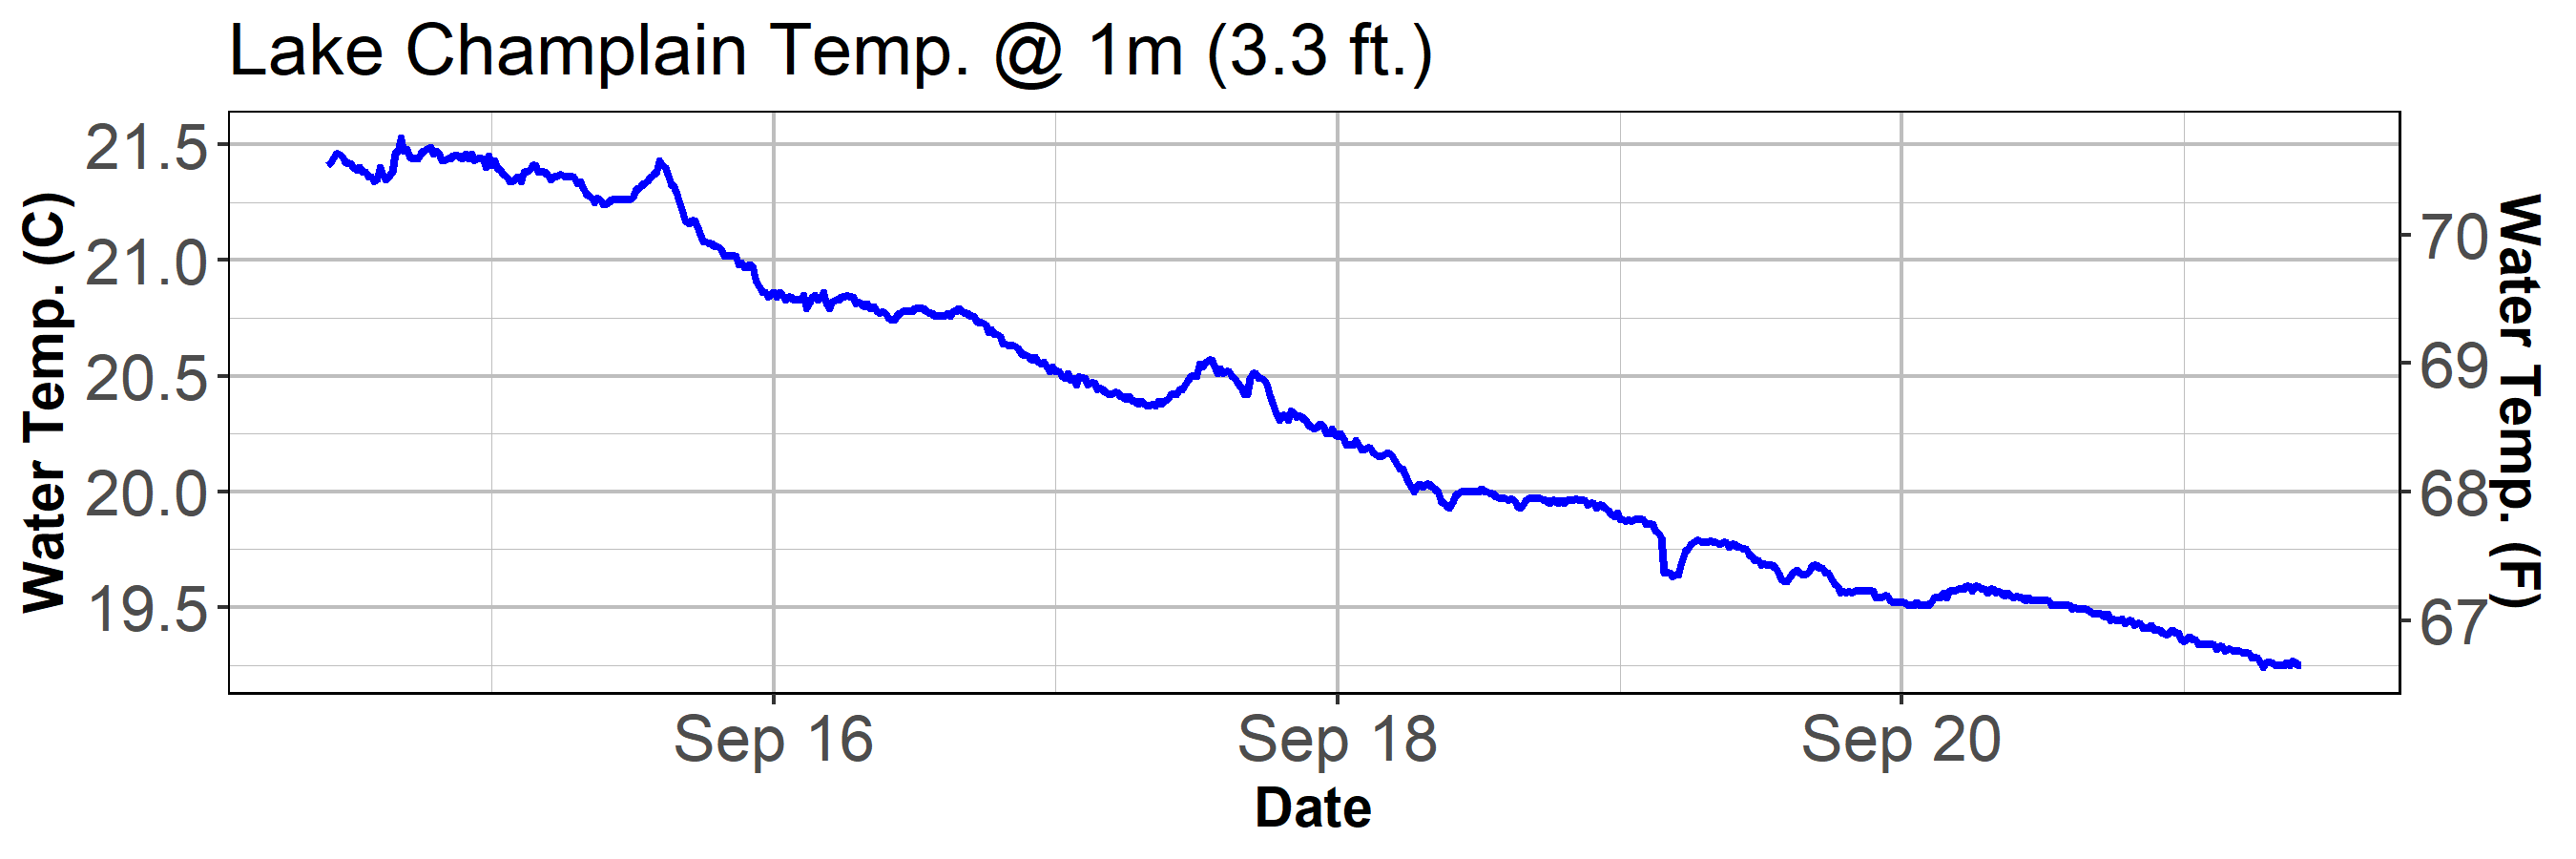 Lake Champlain Temp. @ 1m (3.3 ft.)
Water Temp. (C)
21.5
21.0
20.5
20.0
19.5
70
69
68
67
Water Temp. (F)
Sep 16
Sep 18
Sep 20
Date